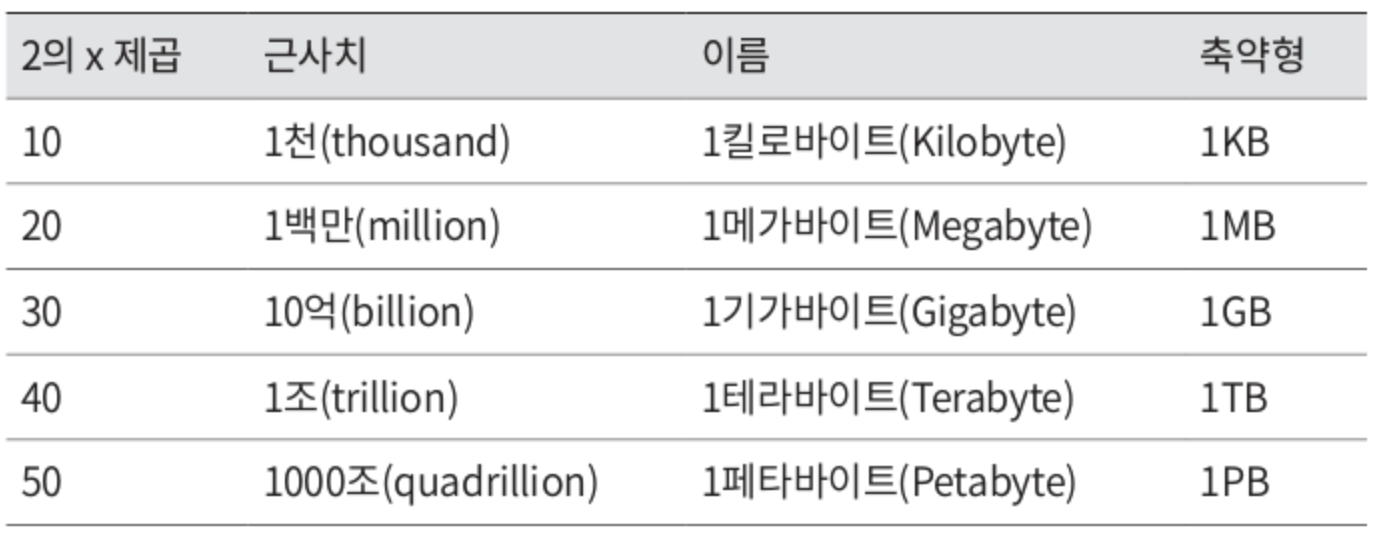 2의 x 제곱 근사치 이름 축약형
10 1천(thousand) 1킬로바이트(Kilobyte) 1KB
20 1백만(million) 1메가바이트(Megabyte) 1MB
30 10억(billion) 1기가바이트(Gigabyte) 1GB
40 1조(trillion) 1테라바이트(Terabyte) 1TB
50 1000조(quadrillion) 1페타바이트(Petabyte) 1PB